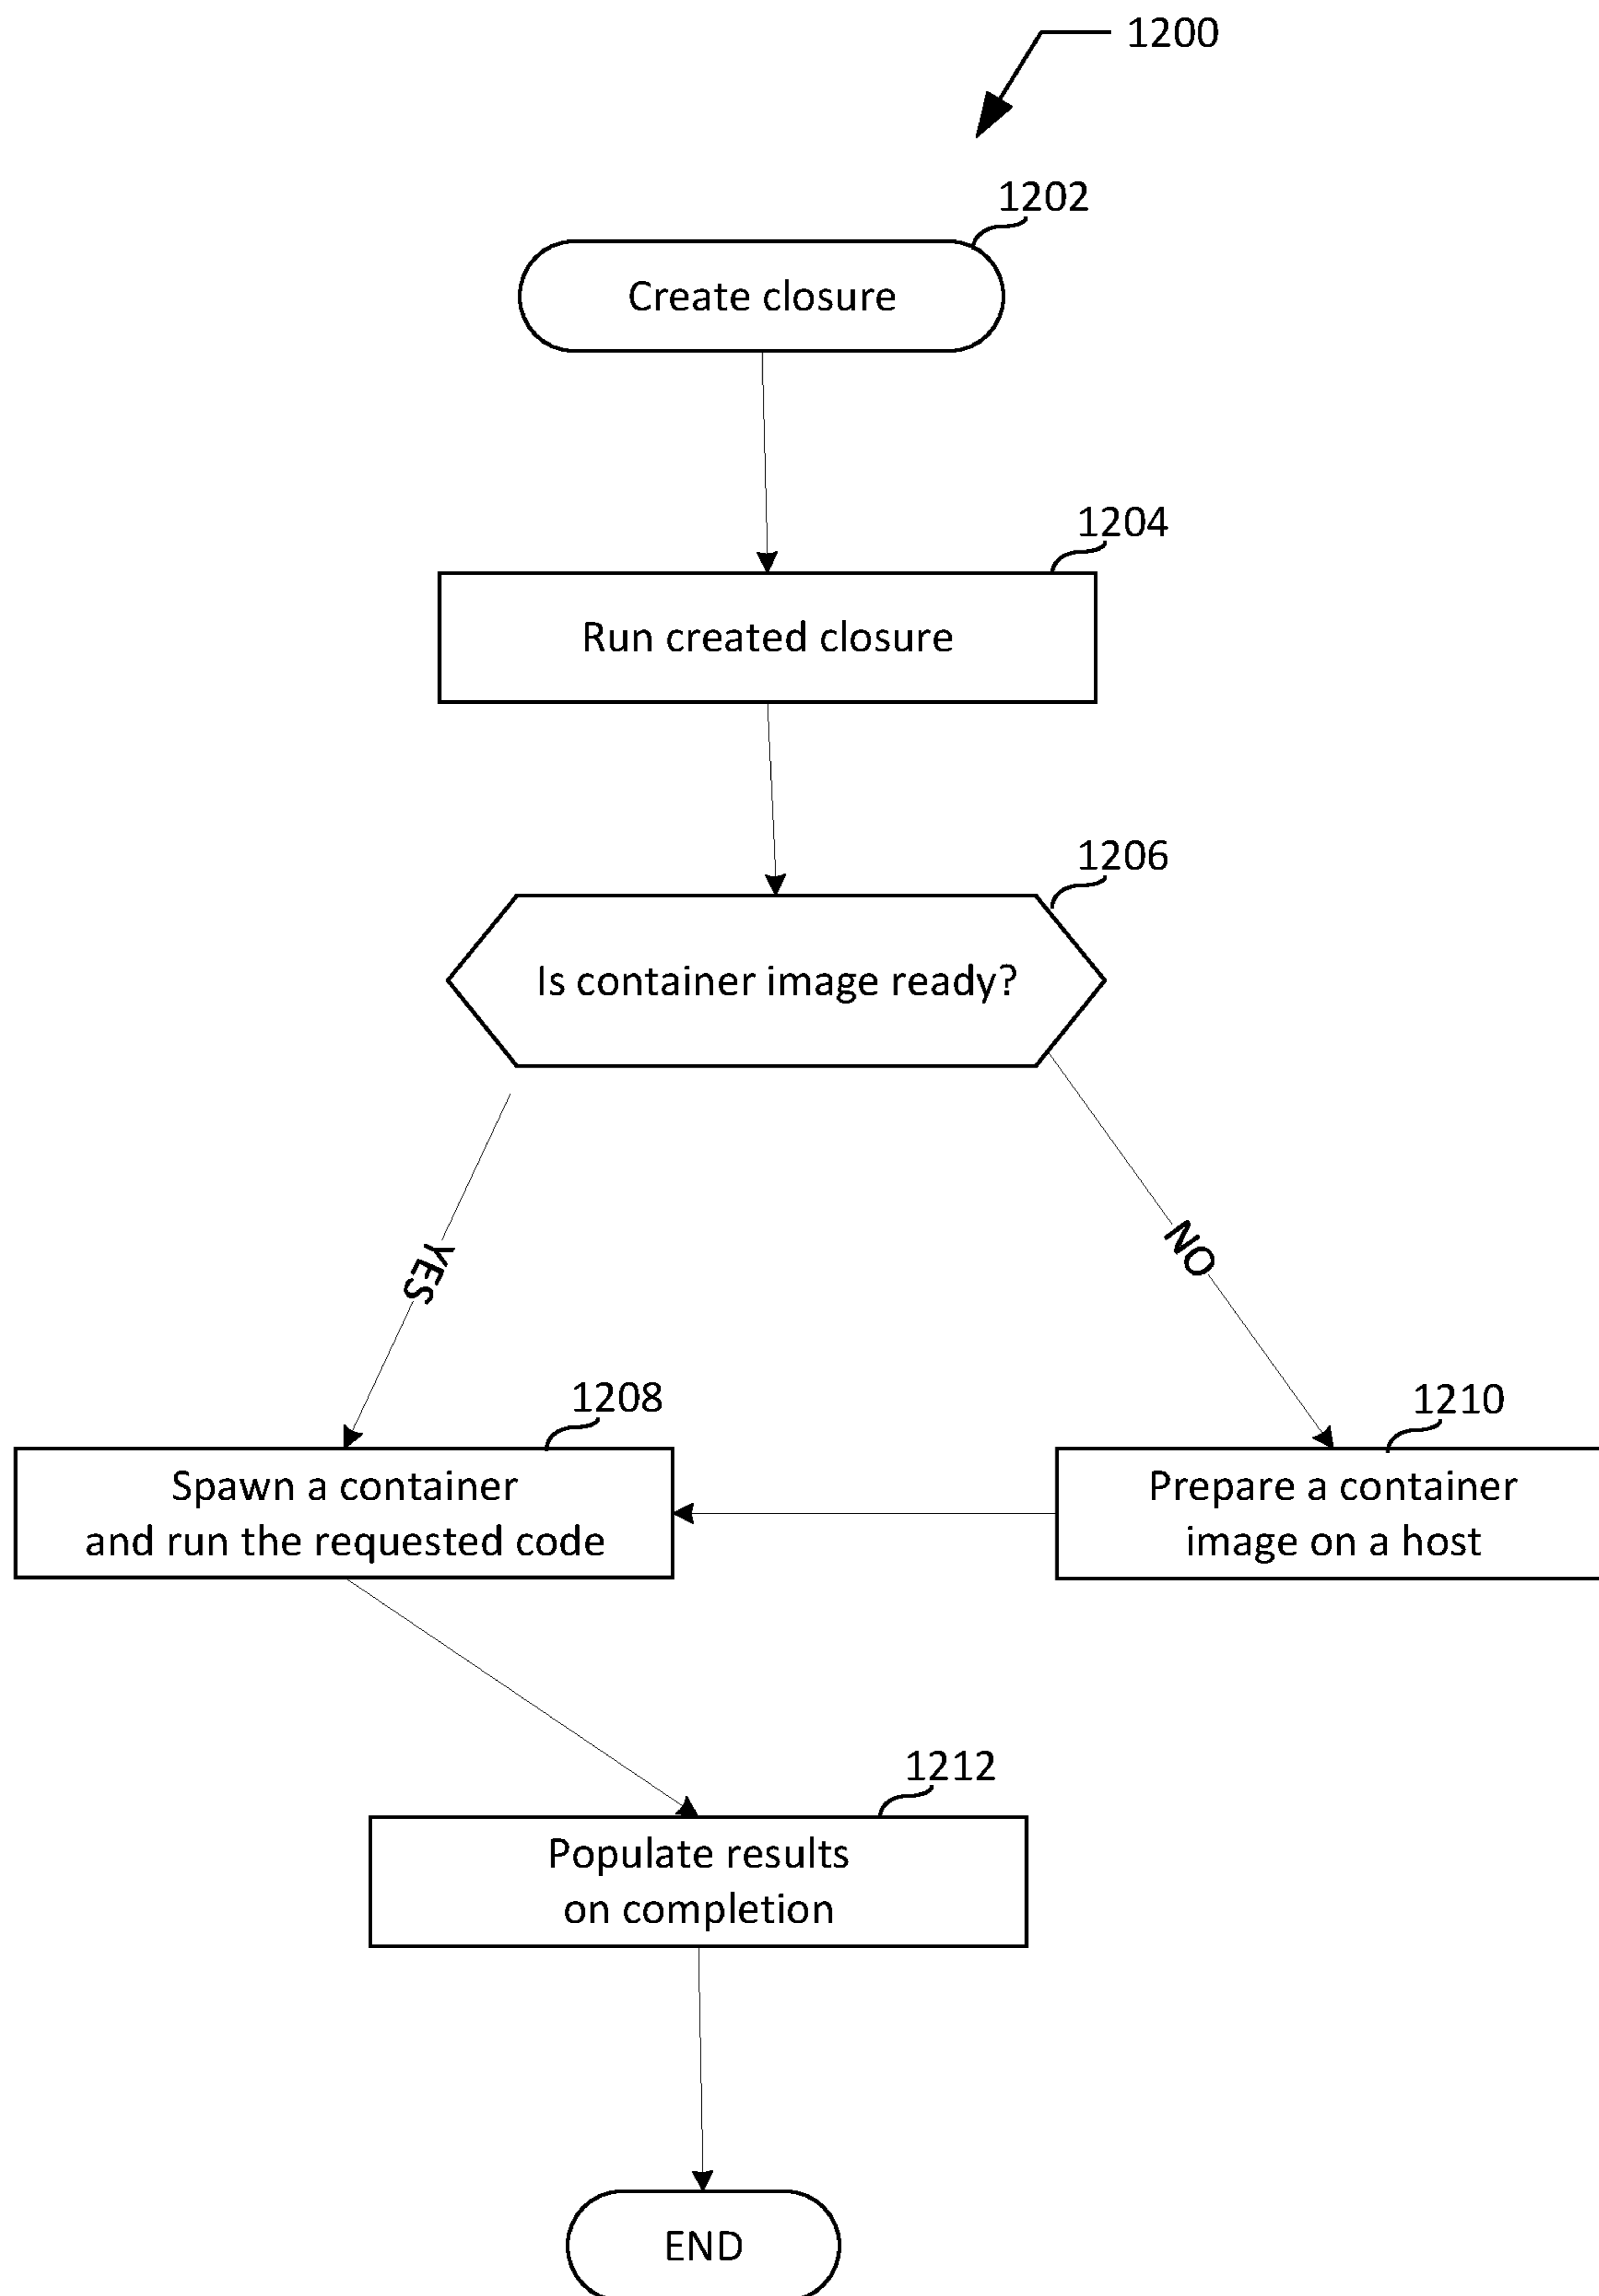 1200
1202
Create closure
1204
Run created closure
1206
Is container image ready?
YES
NO
1208
Spawn a container
and run the requested code
1210
Prepare a container
image on a host
1212
Populate results
on completion
END